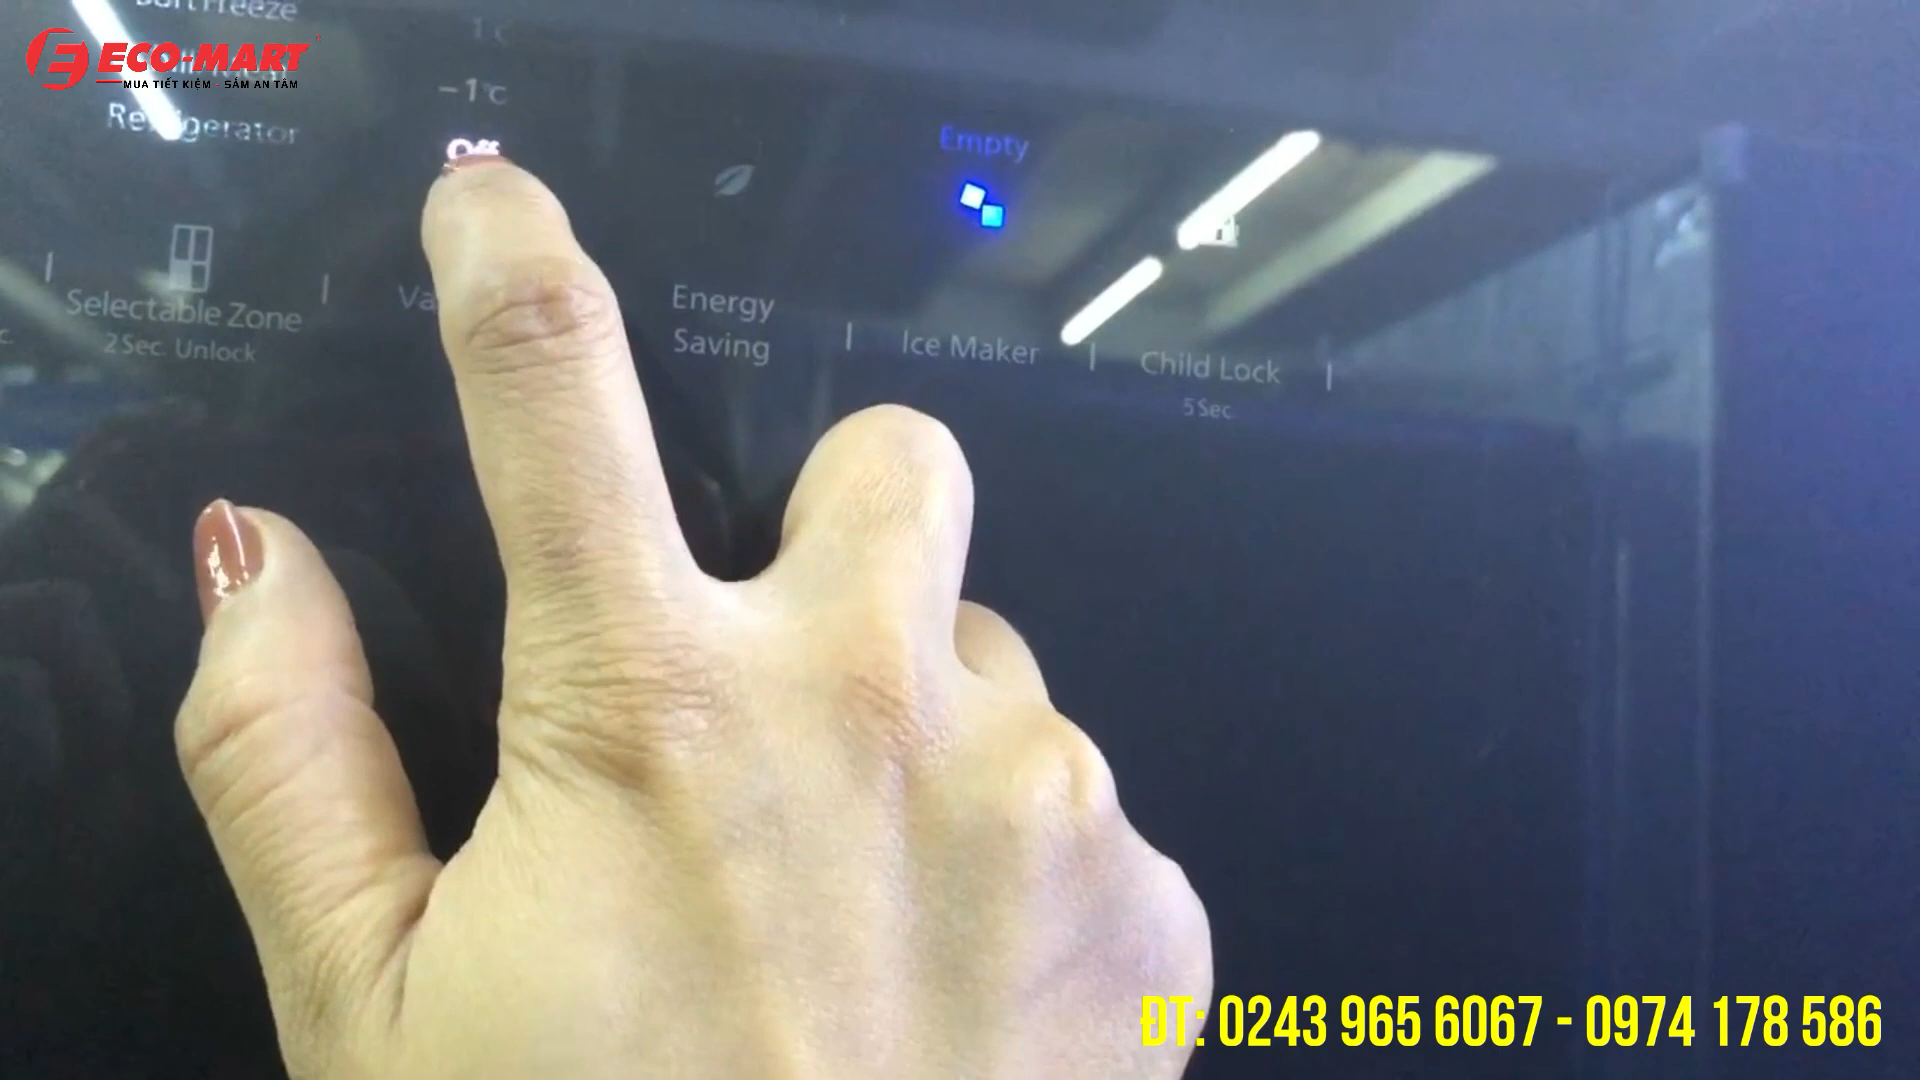 ECO-MART
MUA TIẾT KIỆM - SẮM AN TÂM
Refrigerator
−1°C
Off
Empty
Selectable Zone
2Sec. Unlock
Energy
Saving
Ice Maker
Child Lock
5Sec.
ĐT: 0243 965 6067 - 0974 178 586